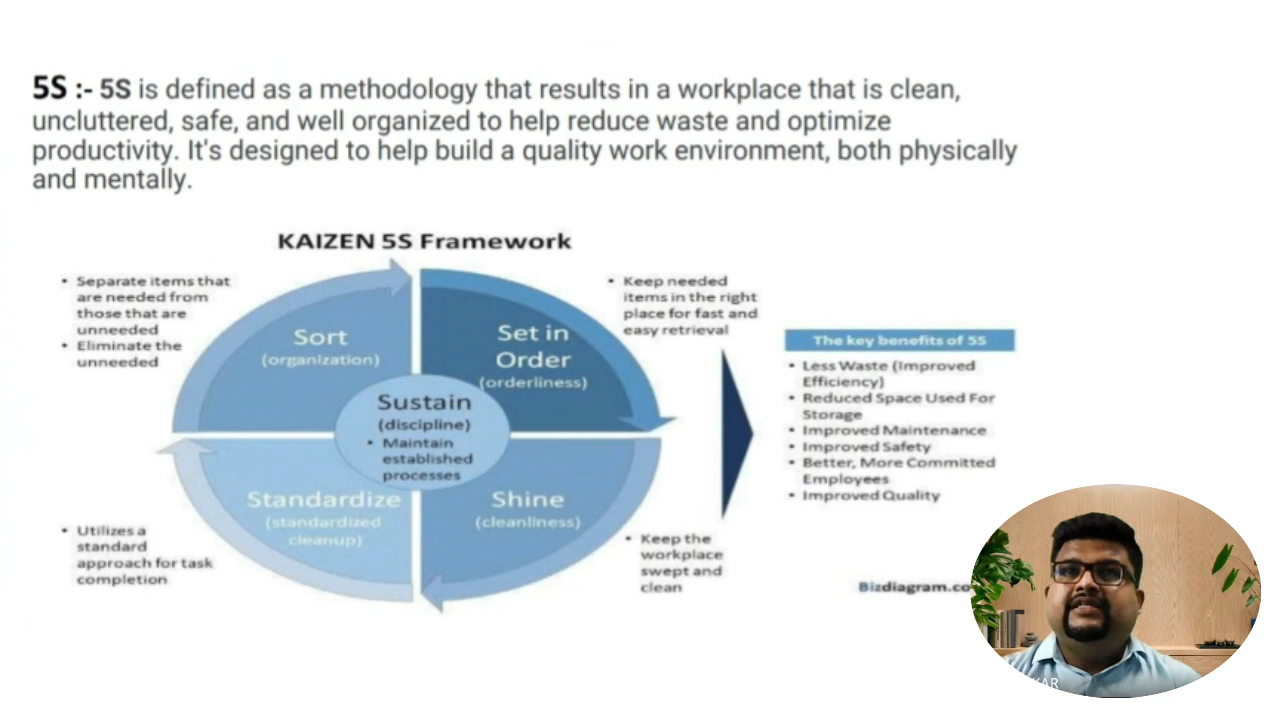 5S :- 5S is defined as a methodology that results in a workplace that is clean,
uncluttered, safe, and well organized to help reduce waste and optimize
productivity. It's designed to help build a quality work environment, both physically
and mentally.
KAIZEN 5S Framework
• Separate items that
are needed from
those that are
unneeded
• Eliminate the
unneeded
Sort
(organization)
Set in
Order
(orderliness)
• Keep needed
items in the right
place for fast and
easy retrieval
Sustain
(discipline)
• Maintain
established
processes
Standardize
(standardized
cleanup)
Shine
(cleanliness)
• Utilizes a
standard
approach for task
completion
• Keep the
workplace
swept and
clean
The key benefits of 5S
• Less Waste (Improved
Efficiency)
• Reduced Space Used For
Storage
• Improved Maintenance
• Improved Safety
• Better, More Committed
Employees
• Improved Quality
Bizdiagram.co